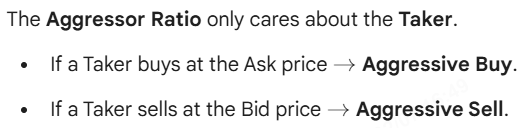 The Aggressor Ratio only cares about the Taker.
• If a Taker buys at the Ask price → Aggressive Buy.
• If a Taker sells at the Bid price → Aggressive Sell.